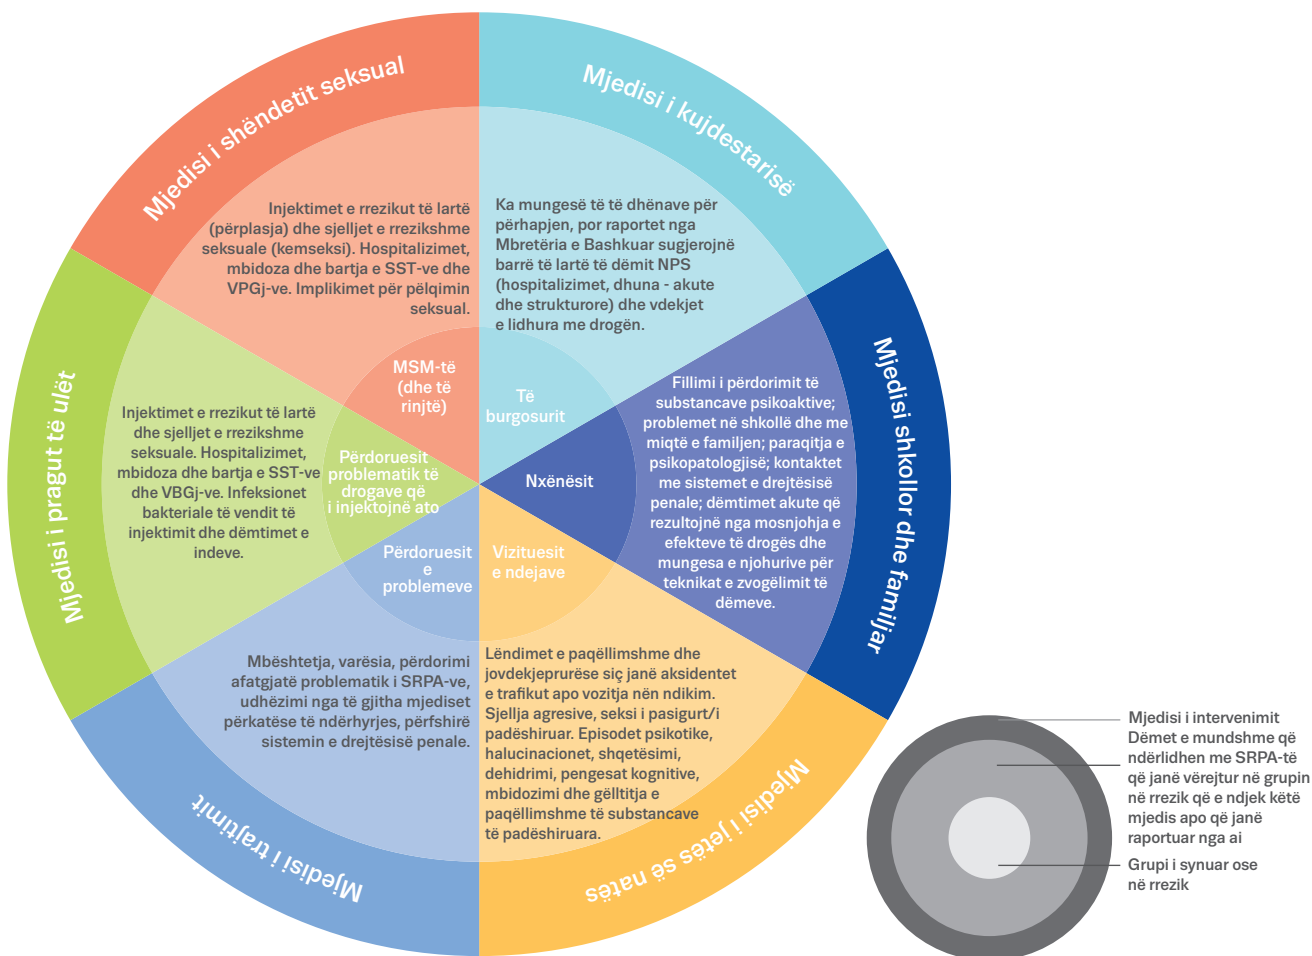 Mjedisi i shëndetit seksual
Mjedisi i kujdestarisë
Injektimet e rrezikut të lartë
(përplasja) dhe sjelljet e rrezikshme
seksuale (kemseksi). Hospitalizimet,
mbidoza dhe bartja e SST-ve dhe
VPGj-ve. Implikimet për pëlqimin
seksual.
Ka mungesë të të dhënave për
përhapjen, por raportet nga
Mbretëria e Bashkuar sugjerojnë
barrë të lartë të dëmit NPS
(hospitalizimet, dhuna - akute
dhe strukturore) dhe vdekjet
e lidhura me drogën.
MSM-të
(dhe të
rinjtë)
Të
burgosurit
Mjedisi i pragut të ulët
Injektimet e rrezikut të lartë
dhe sjelljet e rrezikshme
seksuale. Hospitalizimet,
mbidoza dhe bartja e SST-ve
dhe VBGj-ve. Infeksionet
bakteriale të vendit të
injektimit dhe dëmtimet e
indeve.
Përdoruesit
problematik të
drogave që
i injektojnë ato
Nxënësit
Fillimi i përdorimit të
substancave psikoaktive;
problemet në shkollë dhe me
miqtë e familjen; paraqitja e
psikopatologjisë; kontaktet
me sistemet e drejtësisë
penale; dëmtimet akute që
rezultojnë nga mosnjohja e
efekteve të drogës dhe
mungesa e njohurive për
teknikat e zvogëlimit të
dëmeve.
Mjedisi shkollor dhe familjar
Përdoruesit
e
problemeve
Vizituesit
e ndejave
Mbështetja, varësia, përdorimi
afatgjatë problematik i SRPA-ve,
udhëzimi nga të gjitha mjediset
përkatëse të ndërhyrjes, përfshirë
sistemin e drejtësisë penale.
Lëndimet e paqëllimshme dhe
jovdekjeprurëse siç janë aksidentet
e trafikut apo vozitja nën ndikim.
Sjellja agresive, seksi i pasigurt/i
padëshiruar. Episodet psikotike,
halucinacionet, shqetësimi,
dehidrimi, pengesat kognitive,
mbidozimi dhe gëlltitja e
paqëllimshme të substancave
të padëshiruara.
Mjedisi i trajtimit
Mjedisi i jetës së natës
Mjedisi i intervenimit
Dëmet e mundshme që
ndërlidhen me SRPA-të
që janë vërejtur në grupin
në rrezik që e ndjek këtë
mjedis apo që janë
raportuar nga ai
Grupi i synuar ose
në rrezik